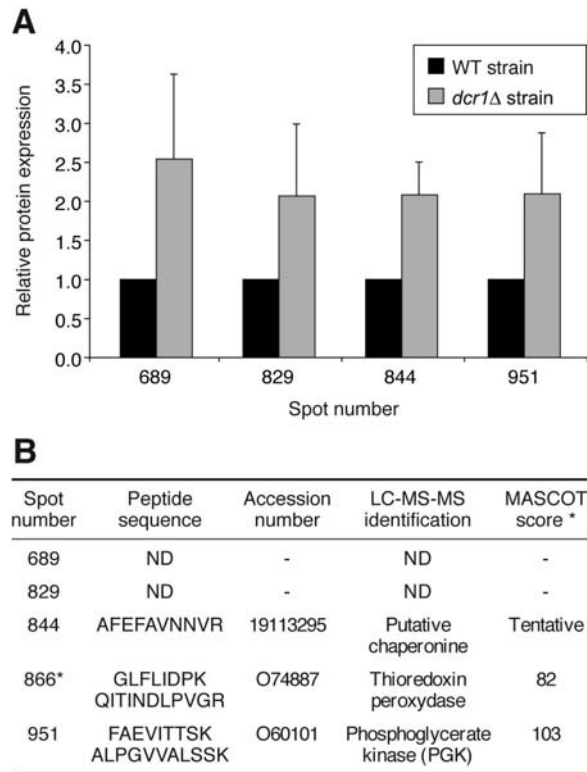 A
WT strain
dcr1Δ strain
Relative protein expression
4.0
3.5
3.0
2.5
2.0
1.5
1.0
0.5
0.0
689 829 844 951
Spot number
B
Spot number Peptide sequence Accession number LC-MS-MS identification MASCOT score *
689 ND - ND -
829 ND - ND -
844 AFEFAVNNVR 19113295 Putative chaperonine Tentative
866* GLFLIDPK O74887 Thioredoxin 82
QITINDLPVGR peroxydase
951 FAEVITTSK O60101 Phosphoglycerate 103
ALPGVVALSSK kinase (PGK)